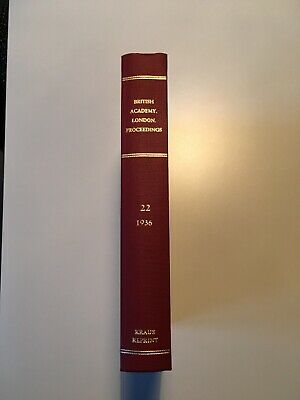 BRITISH
ACADEMY,
LONDON.
PROCEEDINGS
22
1936
KRAUS
REPRINT